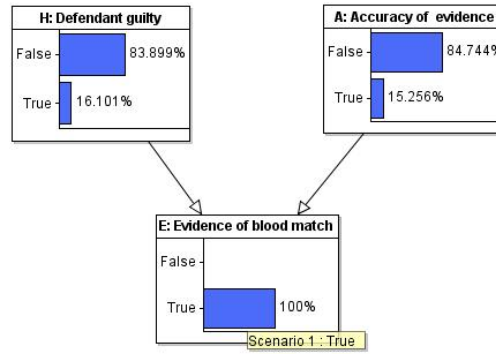 H: Defendant guilty
False
83.899%
True
16.101%
A: Accuracy of evidence
False
84.744%
True
15.256%
E: Evidence of blood match
False
True
100%
Scenario 1 : True